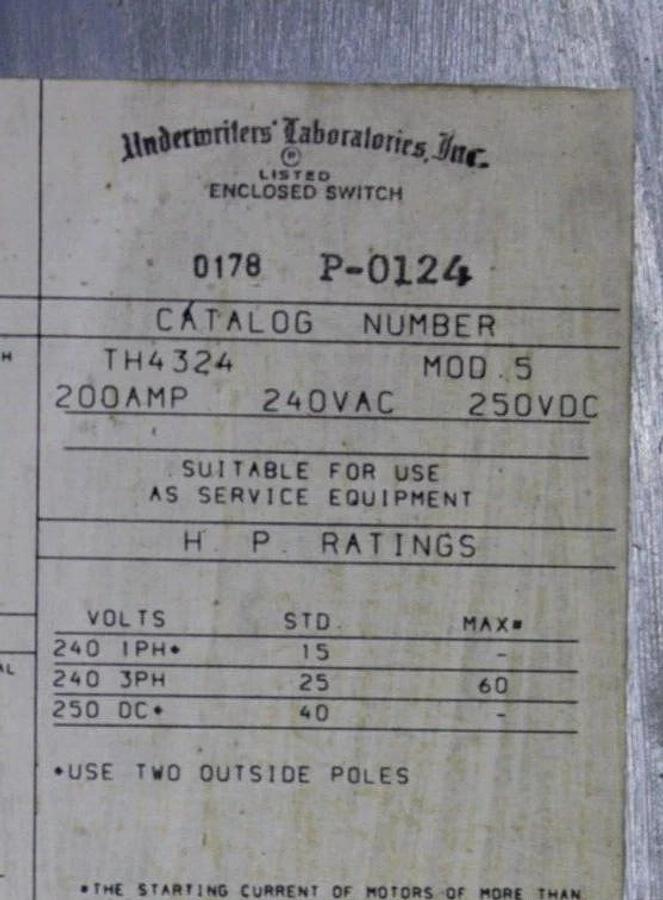 Underwriters' Laboratories, Inc.
®
LISTED
ENCLOSED SWITCH
0178 P-0124
CATALOG NUMBER
H
TH4324 MOD.5
200AMP 240VAC 250VDC
SUITABLE FOR USE
AS SERVICE EQUIPMENT
H. P. RATINGS
VOLTS STD. MAX▪
240 1PH• 15 -
AL
240 3PH 25 60
250 DC• 40 -
•USE TWO OUTSIDE POLES
▪THE STARTING CURRENT OF MOTORS OF MORE THAN